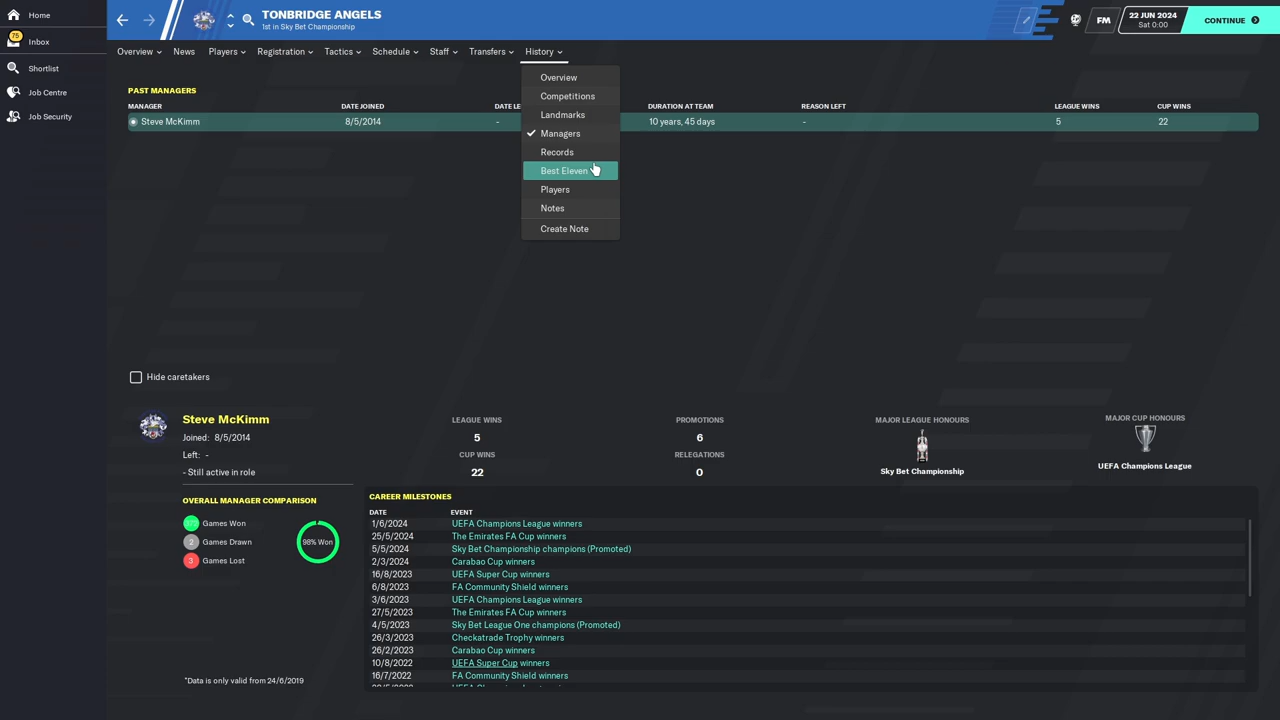 Home
75
Inbox
Shortlist
Job Centre
Job Security
TONBRIDGE ANGELS
1st in Sky Bet Championship
FM
22 JUN 2024
Sat 0:00
CONTINUE
Overview
News
Players
Registration
Tactics
Schedule
Staff
Transfers
History
Overview
Competitions
Landmarks
Managers
Records
Best Eleven
Players
Notes
Create Note
PAST MANAGERS
MANAGER DATE JOINED DATE LE DURATION AT TEAM REASON LEFT LEAGUE WINS CUP WINS
Steve McKimm 8/5/2014 - 10 years, 45 days - 5 22
Hide caretakers
Steve McKimm
Joined: 8/5/2014
Left: -
- Still active in role
LEAGUE WINS
5
CUP WINS
22
PROMOTIONS
6
RELEGATIONS
0
MAJOR LEAGUE HONOURS
Sky Bet Championship
MAJOR CUP HONOURS
UEFA Champions League
OVERALL MANAGER COMPARISON
Games Won
2 Games Drawn
3 Games Lost
98% Won
*Data is only valid from 24/6/2019
CAREER MILESTONES
DATE EVENT
1/6/2024 UEFA Champions League winners
25/5/2024 The Emirates FA Cup winners
5/5/2024 Sky Bet Championship champions (Promoted)
2/3/2024 Carabao Cup winners
16/8/2023 UEFA Super Cup winners
6/8/2023 FA Community Shield winners
3/6/2023 UEFA Champions League winners
27/5/2023 The Emirates FA Cup winners
4/5/2023 Sky Bet League One champions (Promoted)
26/3/2023 Checkatrade Trophy winners
26/2/2023 Carabao Cup winners
10/8/2022 UEFA Super Cup winners
16/7/2022 FA Community Shield winners